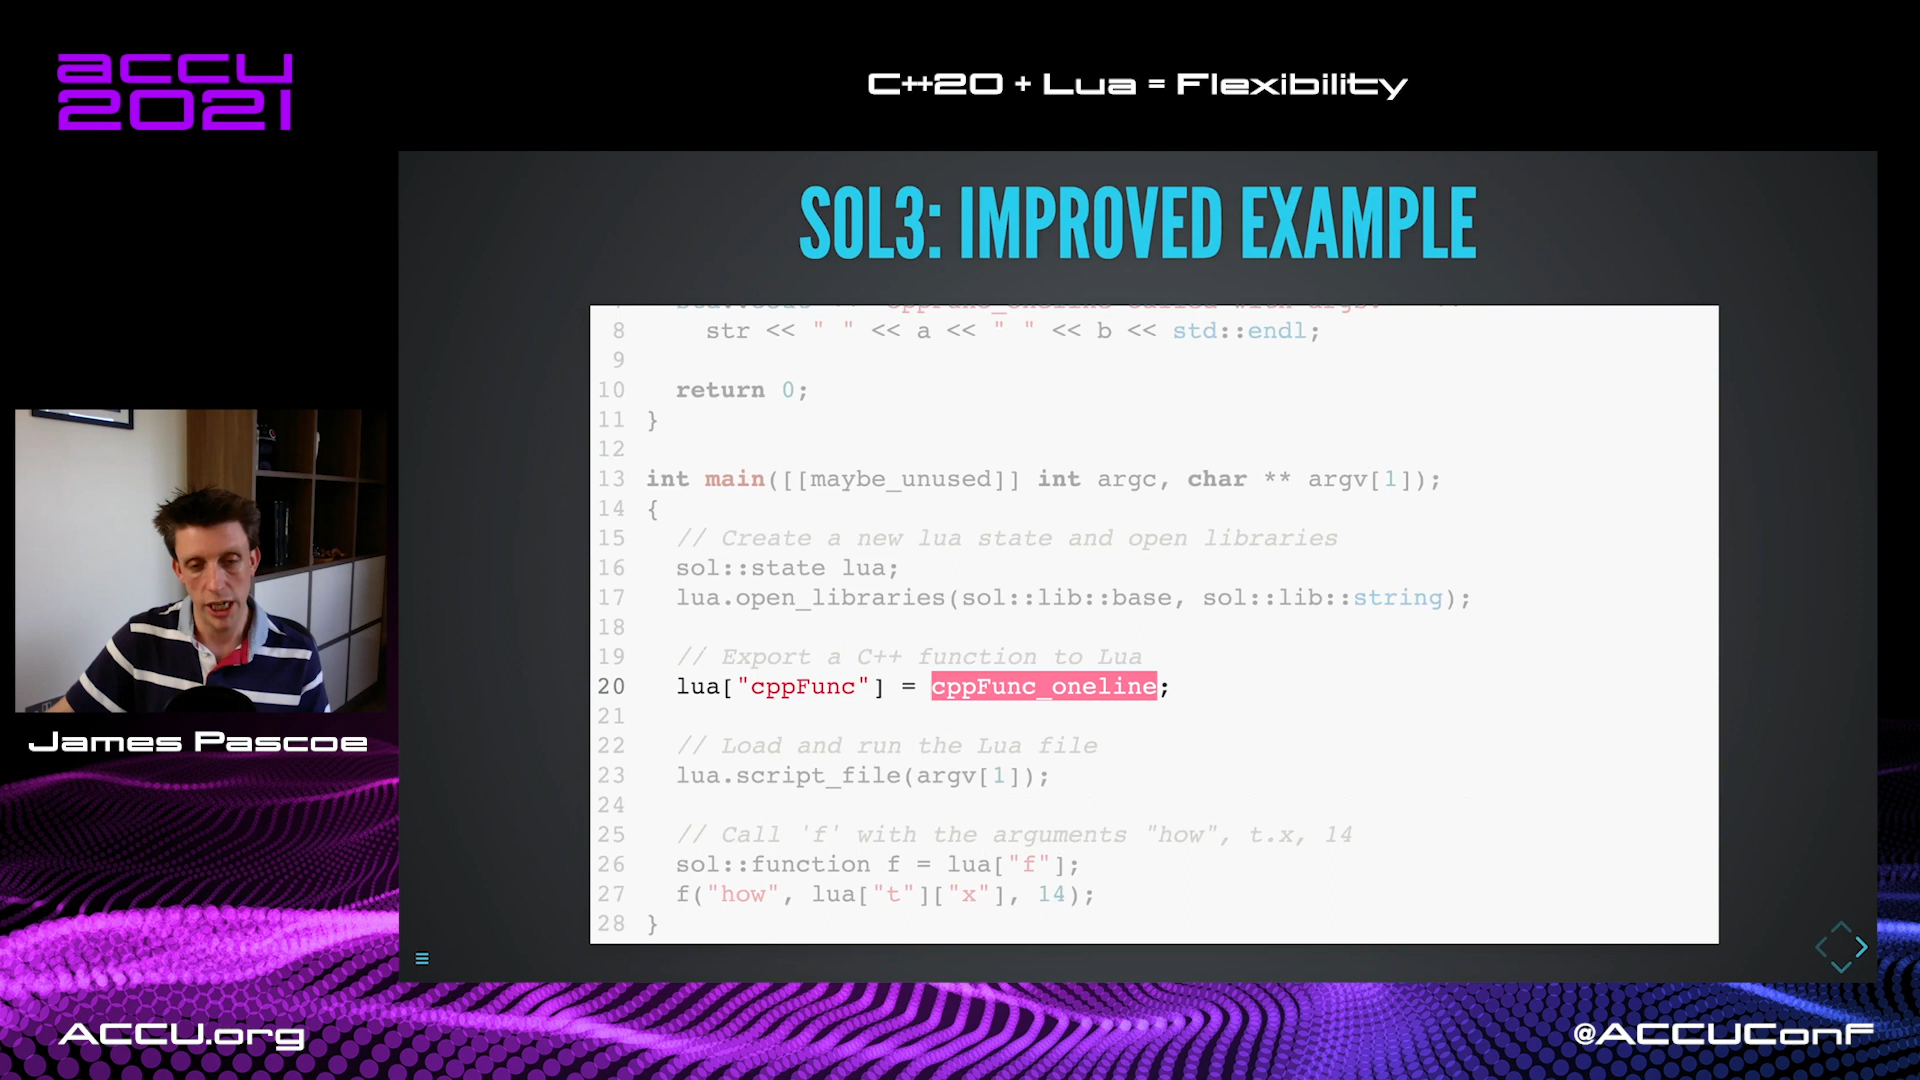 accu
2021
C++20 + Lua = Flexibility
SOL3: IMPROVED EXAMPLE
8 str << " " << a << " " << b << std::endl;
9
10 return 0;
11 }
12
13 int main([[maybe_unused]] int argc, char ** argv[1]);
14 {
15 // Create a new lua state and open libraries
16 sol::state lua;
17 lua.open_libraries(sol::lib::base, sol::lib::string);
18
19 // Export a C++ function to Lua
20 lua["cppFunc"] = cppFunc_oneline;
21
22 // Load and run the Lua file
23 lua.script_file(argv[1]);
24
25 // Call 'f' with the arguments "how", t.x, 14
26 sol::function f = lua["f"];
27 f("how", lua["t"]["x"], 14);
28 }
James Pascoe
ACCU.org
@ACCUConf